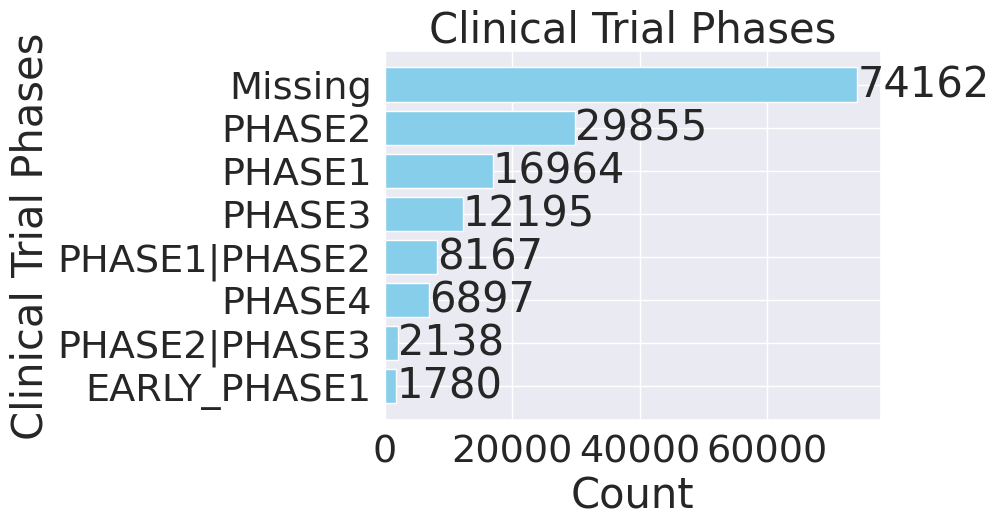 Clinical Trial Phases
Clinical Trial Phases
Missing 74162
PHASE2 29855
PHASE1 16964
PHASE3 12195
PHASE1|PHASE2 8167
PHASE4 6897
PHASE2|PHASE3 2138
EARLY_PHASE1 1780
0 20000 40000 60000
Count